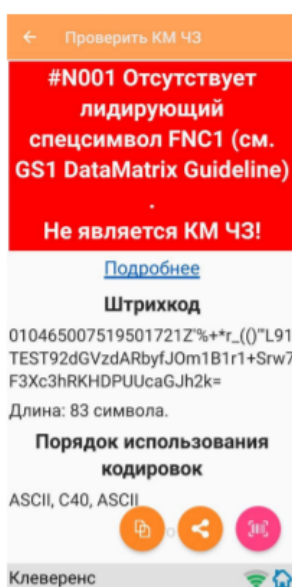 Проверить КМ ЧЗ
#N001 Отсутствует
лидирующий
спецсимвол FNC1 (см.
GS1 DataMatrix Guideline)
.
Не является КМ ЧЗ!
Подробнее
Штрихкод
010465007519501721Z'%+*r_(()"'L91
TEST92dGVzdARbyfJOm1B1r1+Srw7
F3Xc3hRKHDPUUcaGJh2k=
Длина: 83 символа.
Порядок использования
кодировок
ASCII, C40, ASCII
Клеверенс